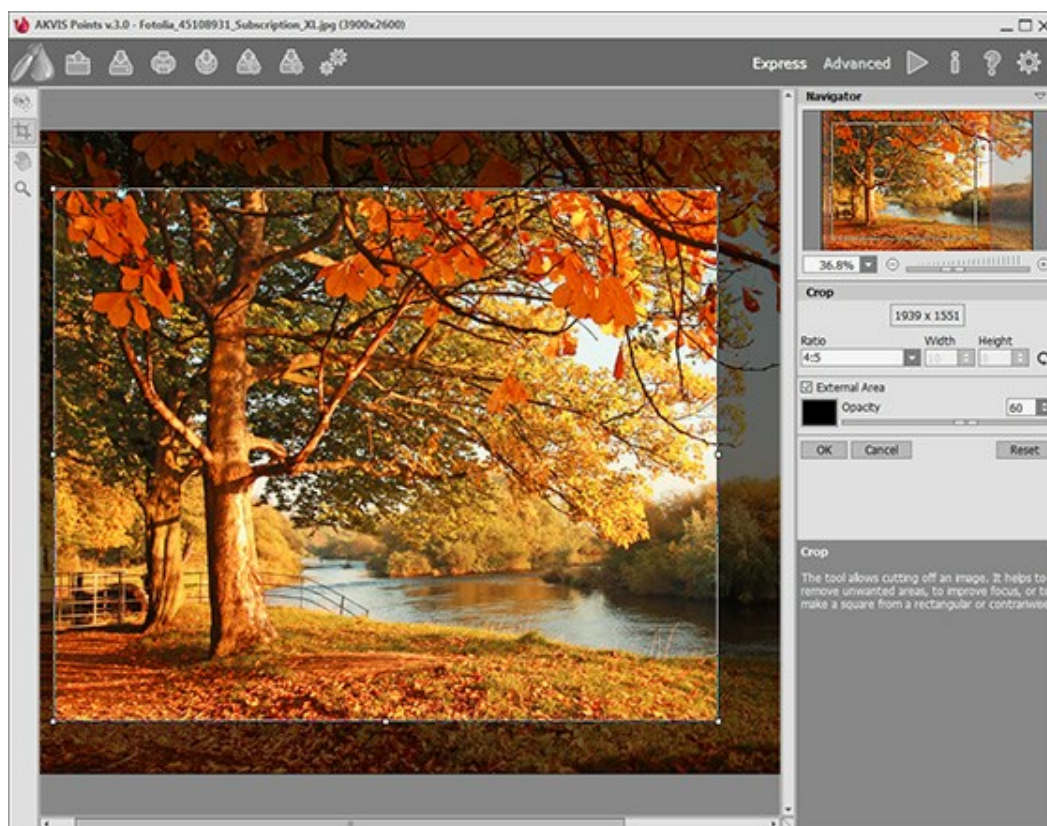 AKVIS Points v.3.0 - Fotolia_45108931_Subscription_XL.jpg (3900x2600)
Express Advanced
Navigator
36.8%
Crop
1939 x 1551
Ratio Width Height
4:5 10 8
External Area
Opacity 60
OK Cancel Reset
Crop
The tool allows cutting off an image. It helps to
remove unwanted areas, to improve focus, or to
make a square from a rectangular or contrariwise